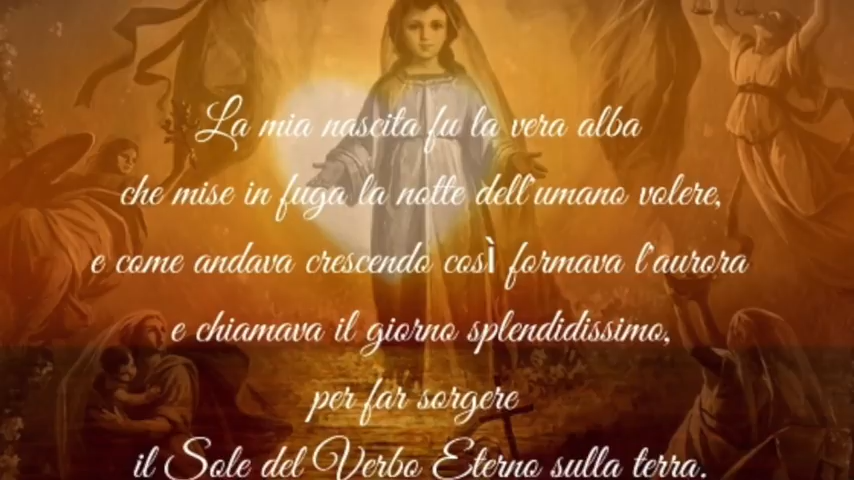 La mia nascita fu la vera alba
che mise in fuga la notte dell'umano volere,
e come andava crescendo così formava l'aurora
e chiamava il giorno splendidissimo,
per far sorgere
il Sole del Verbo Eterno sulla terra.